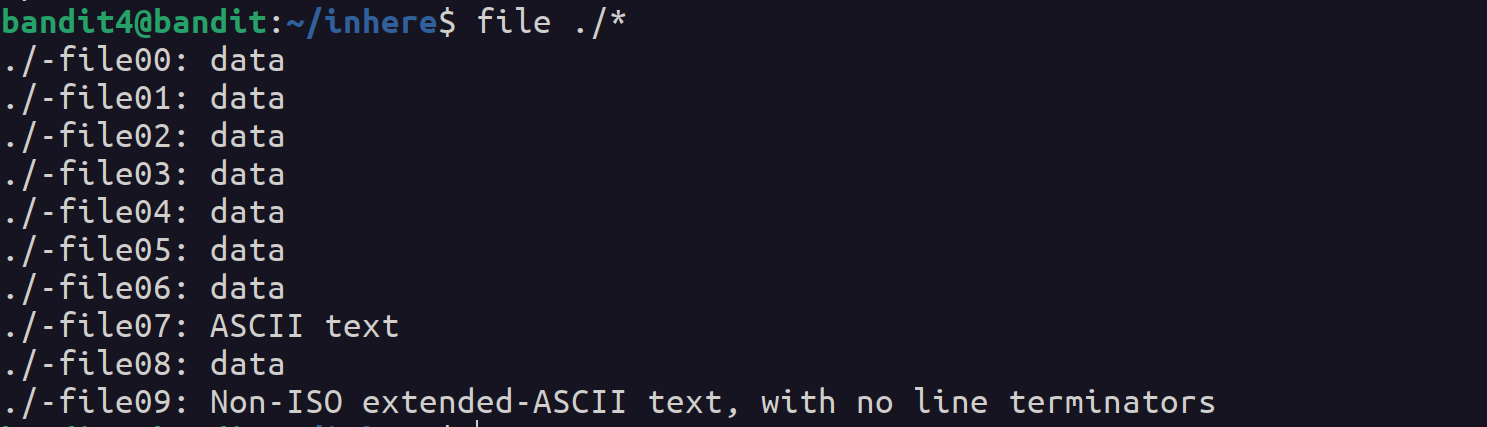 bandit4@bandit:~/inhere$ file ./*
./-file00: data
./-file01: data
./-file02: data
./-file03: data
./-file04: data
./-file05: data
./-file06: data
./-file07: ASCII text
./-file08: data
./-file09: Non-ISO extended-ASCII text, with no line terminators